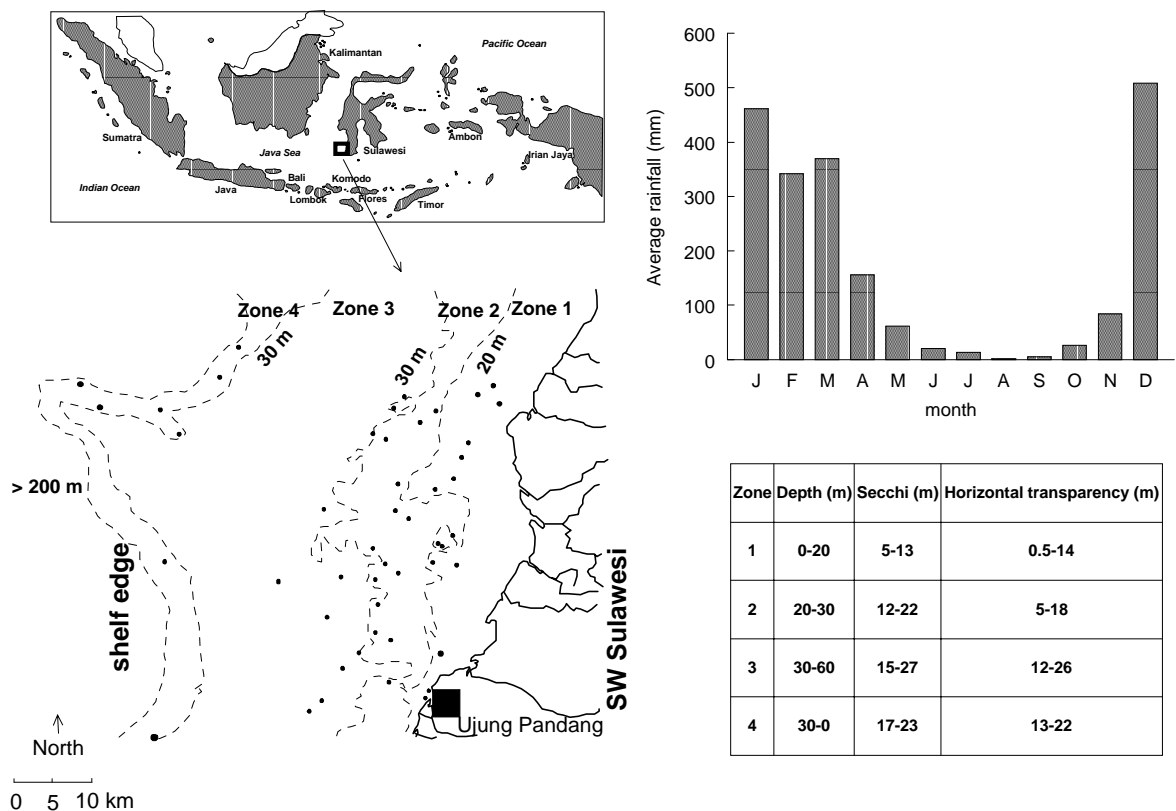 Pacific Ocean
Kalimantan
Sumatra
Java Sea
Sulawesi
Ambon
Irian Jaya
Indian Ocean
Java
Bali
Lombok
Komodo
Flores
Timor
Zone 4
Zone 3
Zone 2
Zone 1
30 m
30 m
20 m
> 200 m
shelf edge
SW Sulawesi
Ujung Pandang
North
0 5 10 km
Average rainfall (mm)
600
500
400
300
200
100
0
J F M A M J J A S O N D
month
Zone Depth (m) Secchi (m) Horizontal transparency (m)
1 0-20 5-13 0.5-14
2 20-30 12-22 5-18
3 30-60 15-27 12-26
4 30-0 17-23 13-22